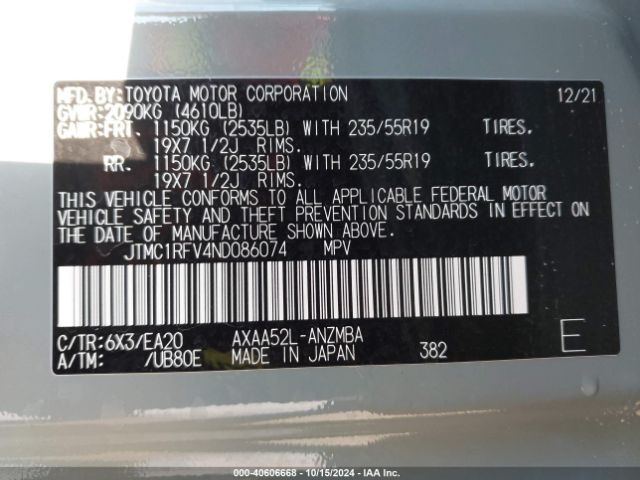 MFD.BY:TOYOTA MOTOR CORPORATION 12/21
GVWR:2090KG (4610LB)
GAWR:FRT. 1150KG (2535LB) WITH 235/55R19 TIRES.
19X7 1/2J RIMS.
RR. 1150KG (2535LB) WITH 235/55R19 TIRES.
19X7 1/2J RIMS.
THIS VEHICLE CONFORMS TO ALL APPLICABLE FEDERAL MOTOR
VEHICLE SAFETY AND THEFT PREVENTION STANDARDS IN EFFECT ON
THE DATE OF MANUFACTURE SHOWN ABOVE.
JTMC1RFV4ND086074 MPV
C/TR:6X3/EA20 AXAA52L-ANZMBA
A/TM: /UB80E MADE IN JAPAN 382 E
000-40606668 - 10/15/2024 - IAA Inc.